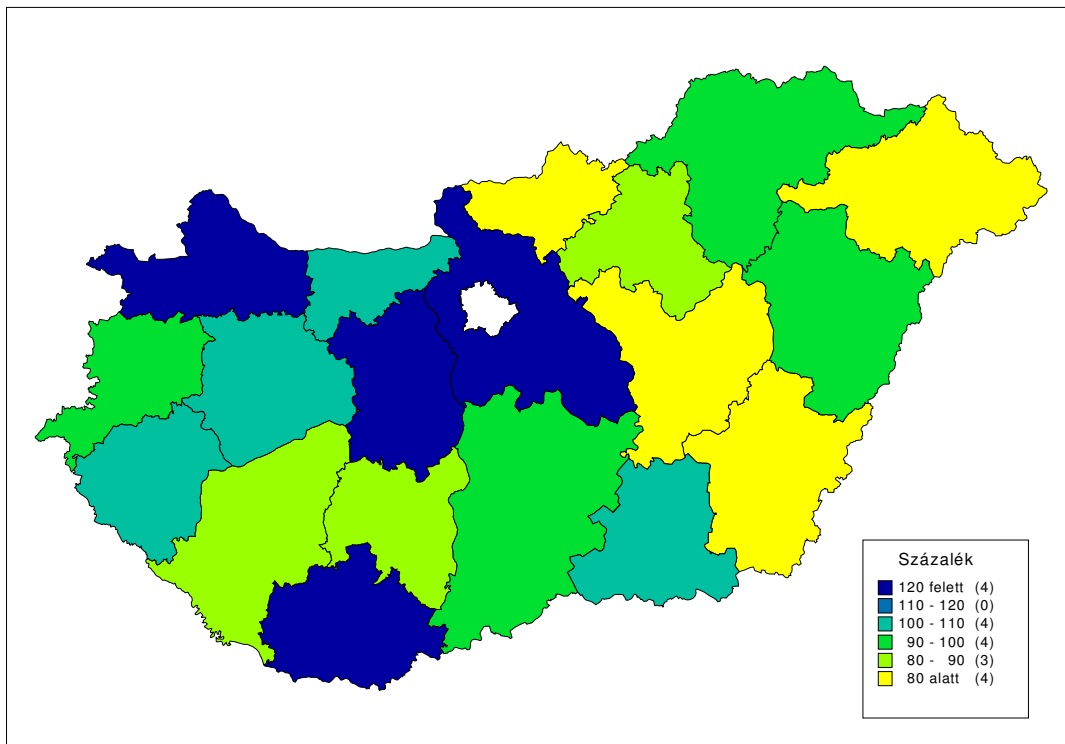 Százalék
120 felett (4)
110 - 120 (0)
100 - 110 (4)
90 - 100 (4)
80 - 90 (3)
80 alatt (4)